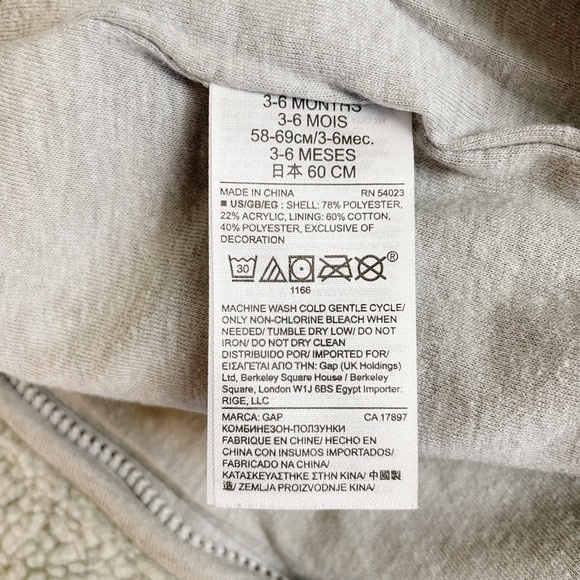 3-6 MONTHS
3-6 MOIS
58-69см/3-6мес.
3-6 MESES
日本 60 CM
MADE IN CHINA RN 54023
■ US/GB/EG : SHELL: 78% POLYESTER,
22% ACRYLIC, LINING: 60% COTTON,
40% POLYESTER, EXCLUSIVE OF
DECORATION
30
®
1166
MACHINE WASH COLD GENTLE CYCLE/
ONLY NON-CHLORINE BLEACH WHEN
NEEDED/ TUMBLE DRY LOW/ DO NOT
IRON/ DO NOT DRY CLEAN
DISTRIBUIDO POR/ IMPORTED FOR/
ΕΙΣΑΓΕΤΑΙ ΑΠΟ ΤΗΝ: Gap (UK Holdings)
Ltd, Berkeley Square House / Berkeley
Square, London W1J 6BS Egypt Importer:
RIGE, LLC
MARCA: GAP CA 17897
КОМБИНЕЗОН-ПОЛЗУНКИ
FABRIQUE EN CHINE/ HECHO EN
CHINA CON INSUMOS IMPORTADOS/
FABRICADO NA CHINA/
ΚΑΤΑΣΚΕΥΑΣΤΗΚΕ ΣΤΗΝ ΚΙΝΑ/ 中國製
造/ ZEMLJA PROIZVODNJE KINA/